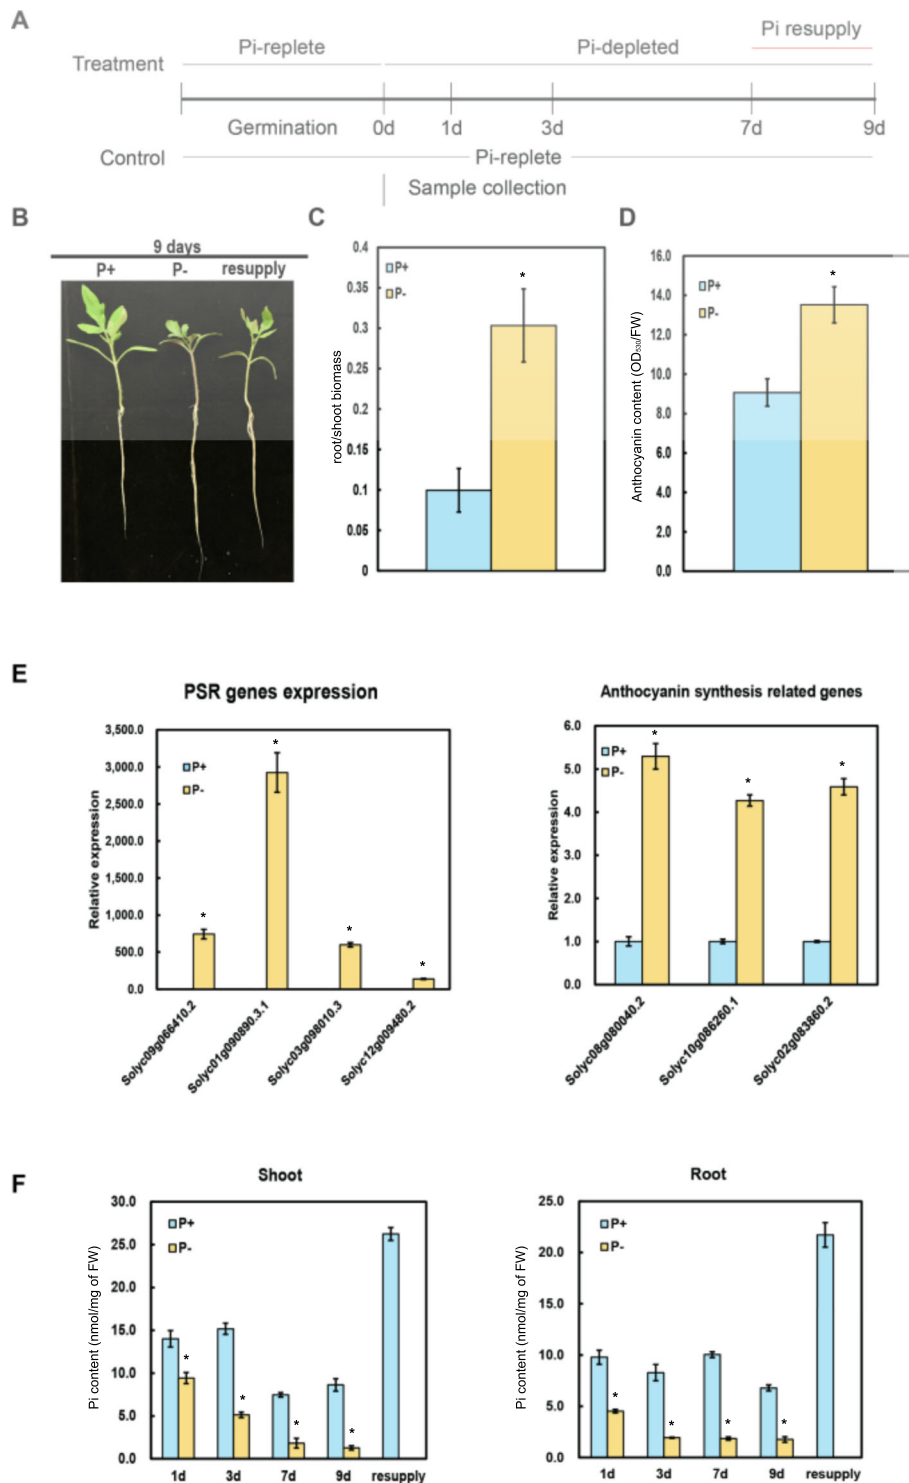 A
Pi resupply
Pi-replete
Pi-depleted
Treatment
Germination
0d
1d
3d
7d
9d
Control
Pi-replete
Sample collection
B
9 days
P+
P-
resupply
C
0.4
0.35
0.3
0.25
0.2
0.15
0.1
0.05
0
root/shoot biomass
P+
P-
*
D
16.0
14.0
12.0
10.0
8.0
6.0
4.0
2.0
0.0
Anthocyanin content (OD530/FW)
P+
P-
*
E
PSR genes expression
3,500.0
3,000.0
2,500.0
2,000.0
1,500.0
1,000.0
500.0
0.0
Relative expression
P+
P-
*
*
*
*
Solyc09g066410.2
Solyc01g090890.3.1
Solyc03g098010.3
Solyc12g009480.2
Anthocyanin synthesis related genes
6.0
5.0
4.0
3.0
2.0
1.0
0.0
Relative expression
P+
P-
*
*
*
Solyc08g080040.2
Solyc10g086260.1
Solyc02g083860.2
F
Shoot
30.0
25.0
20.0
15.0
10.0
5.0
0.0
Pi content (nmol/mg of FW)
P+
P-
*
*
*
*
1d
3d
7d
9d
resupply
Root
25.0
20.0
15.0
10.0
5.0
0.0
Pi content (nmol/mg of FW)
P+
P-
*
*
*
*
1d
3d
7d
9d
resupply